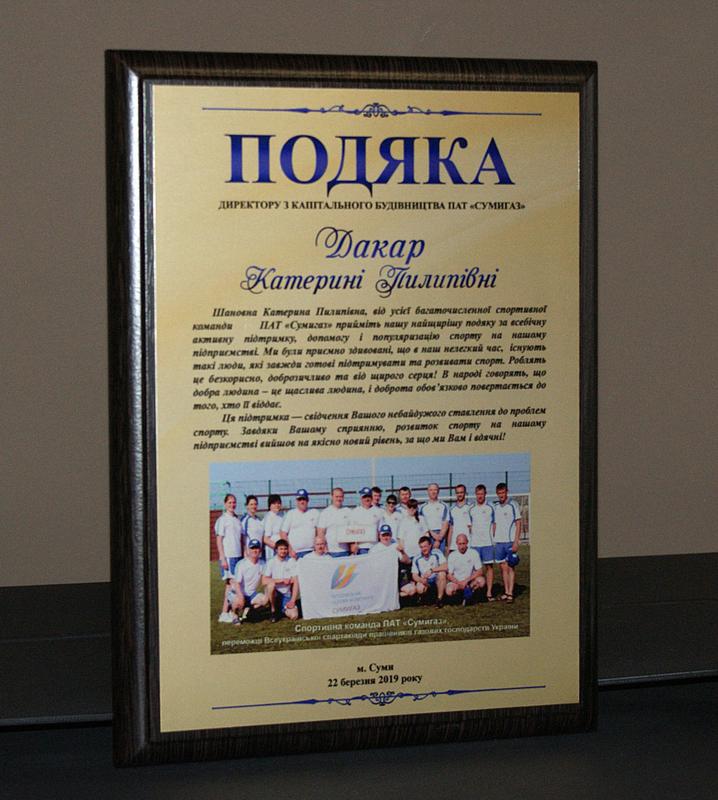 ПОДЯКА
ДИРЕКТОРУ З КАПІТАЛЬНОГО БУДІВНИЦТВА ПАТ «СУМИГАЗ»
Дакар
Катерині Пилипівні
Шановна Катерина Пилипівна, від усієї багаточисленної спортивної
команди ПАТ «Сумигаз» прийміть нашу найщирішу подяку за всебічну
активну підтримку, допомогу і популяризацію спорту на нашому
підприємстві. Ми були приємно здивовані, що в наш нелегкий час, існують
такі люди, які завжди готові підтримувати та розвивати спорт. Роблять
це безкорисно, доброзичливо та від щирого серця! В народі говорять, що
добра людина – це щаслива людина, і доброта обов'язково повертається до
того, хто її віддає.
Ця підтримка — свідчення Вашого небайдужого ставлення до проблем
спорту. Завдяки Вашому сприянню, розвиток спорту на нашому
підприємстві вийшов на якісно новий рівень, за що ми Вам і вдячні!
СУМИГАЗ
СУМИГАЗ
Спортивна команда ПАТ «Сумигаз»,
переможці Всеукраїнської спартакіади працівників газових господарств України
м. Суми
22 березня 2019 року